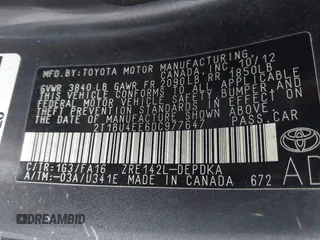 MFD.BY:TOYOTA MOTOR MANUFACTURING,
CANADA, INC. 10/12
GVWR 3840LB GAWR FR 2090LB, RR 1850LB
THIS VEHICLE CONFORMS TO ALL APPLICABLE
FEDERAL MOTOR VEHICLE SAFETY, BUMPER, AND
THEFT PREVENTION STANDARDS IN EFFECT ON
THE DATE OF MANUFACTURE SHOWN ABOVE.
2T1BU4EE6DC977647 PASS.CAR
C/TR:1G3/FA16 ZRE142L-DEPDKA
A/TM:-03A/U341E MADE IN CANADA 672
TOYOTA
AD